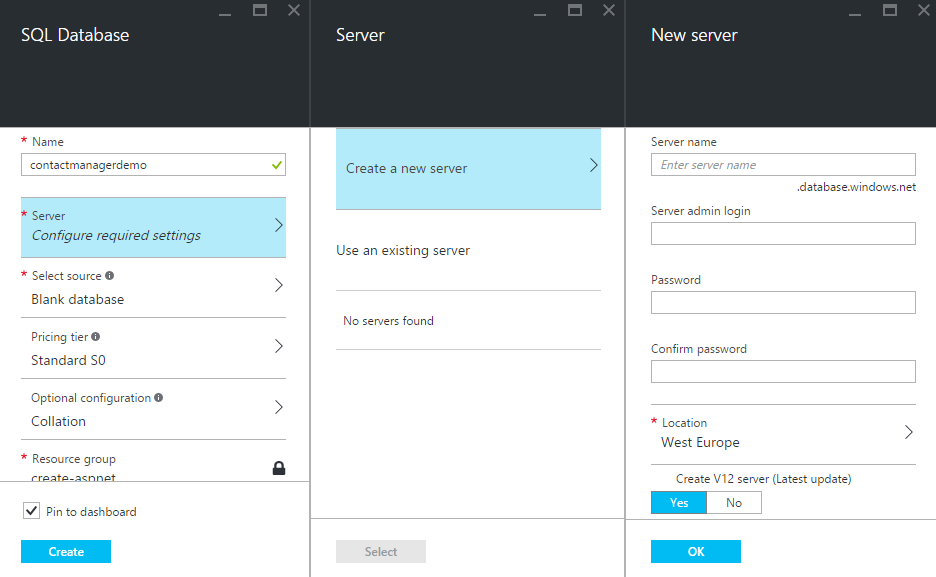 SQL Database
* Name
contactmanagerdemo
* Server
Configure required settings
* Select source
Blank database
Pricing tier
Standard S0
Optional configuration
Collation
* Resource group
create-aspnet
Pin to dashboard
Create
Server
Create a new server
Use an existing server
No servers found
Select
New server
Server name
Enter server name
.database.windows.net
Server admin login
Password
Confirm password
* Location
West Europe
Create V12 server (Latest update)
Yes No
OK